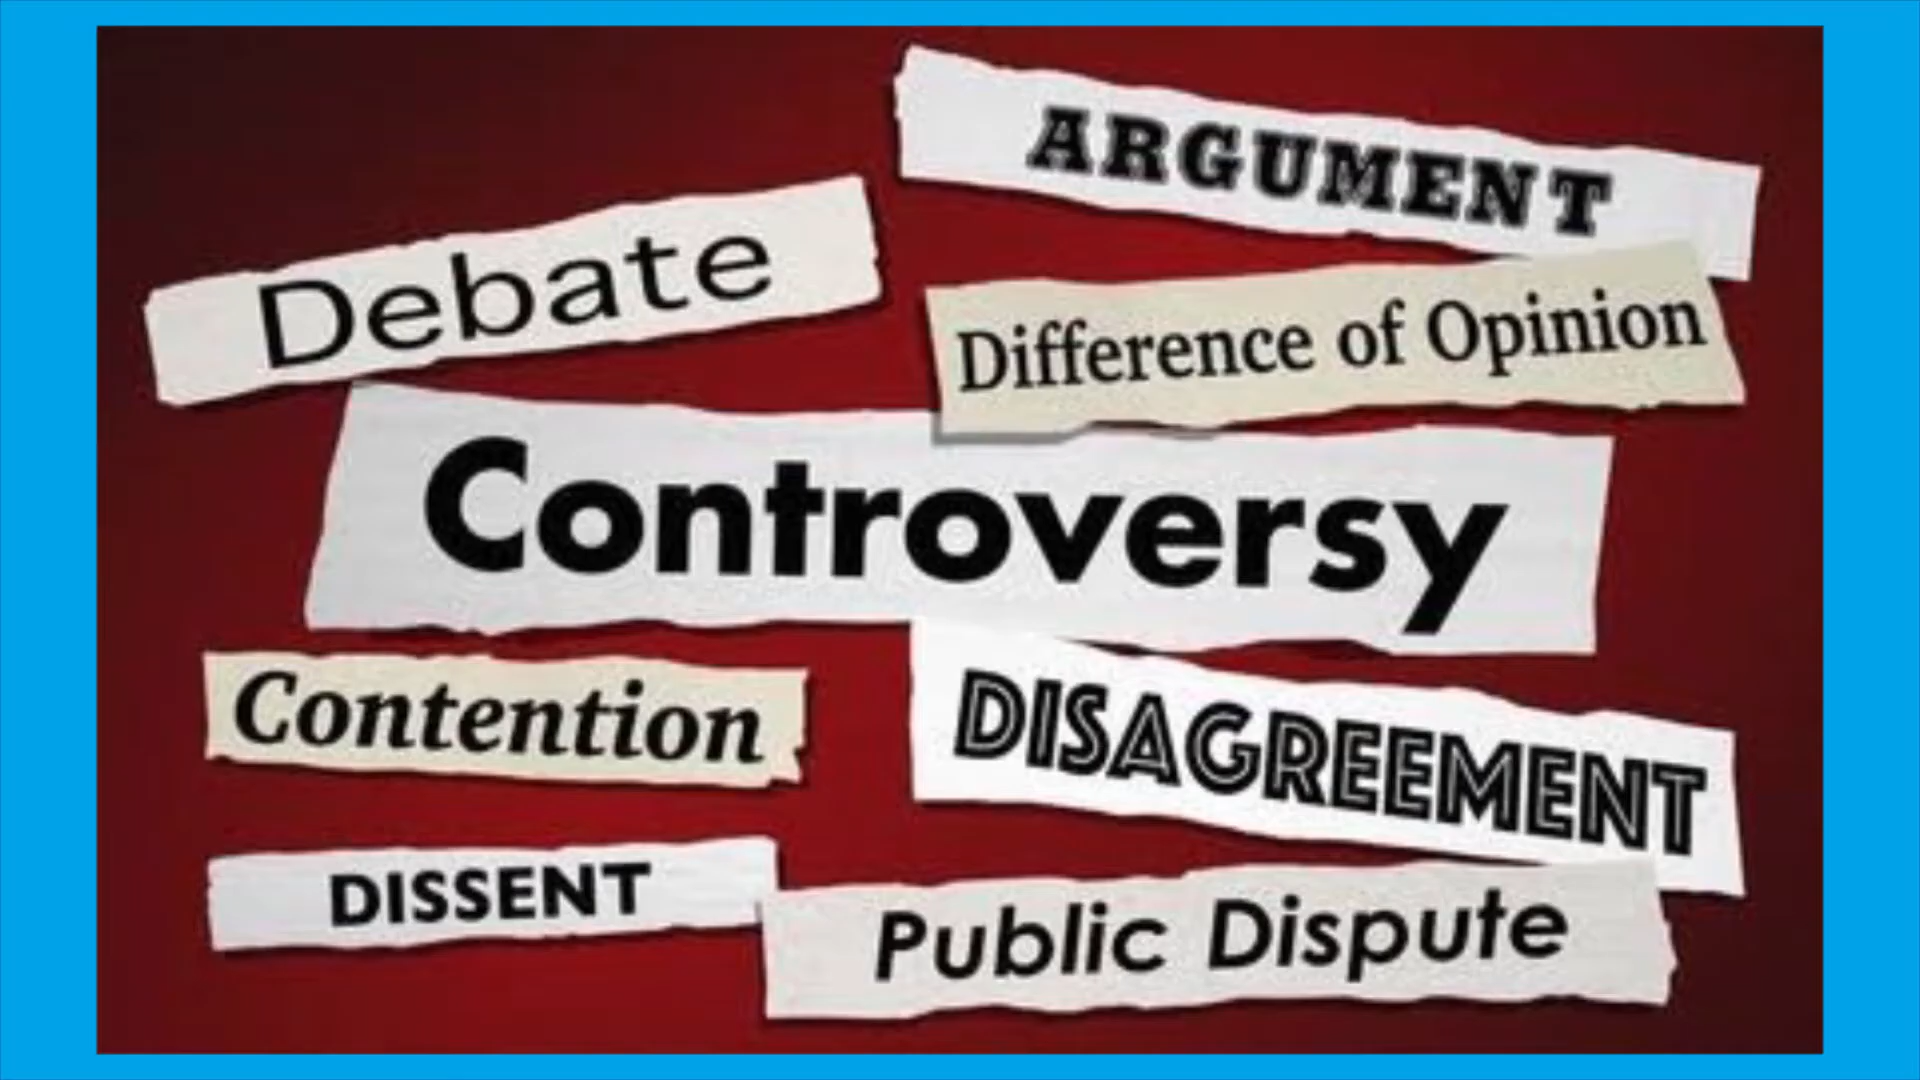 ARGUMENT
Debate
Difference of Opinion
Controversy
Contention
DISAGREEMENT
DISSENT
Public Dispute